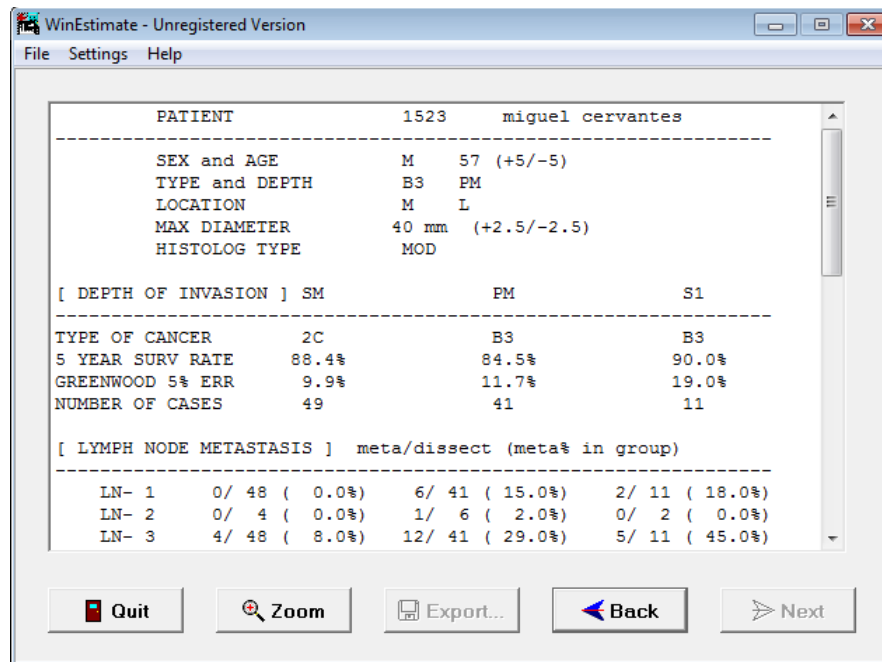 WinEstimate - Unregistered Version
File Settings Help
PATIENT 1523 miguel cervantes
----------------------------------------------------------------
SEX and AGE M 57 (+5/-5)
TYPE and DEPTH B3 PM
LOCATION M L
MAX DIAMETER 40 mm (+2.5/-2.5)
HISTOLOG TYPE MOD
[ DEPTH OF INVASION ] SM PM S1
----------------------------------------------------------------
TYPE OF CANCER 2C B3 B3
5 YEAR SURV RATE 88.4% 84.5% 90.0%
GREENWOOD 5% ERR 9.9% 11.7% 19.0%
NUMBER OF CASES 49 41 11
[ LYMPH NODE METASTASIS ] meta/dissect (meta% in group)
----------------------------------------------------------------
LN- 1 0/ 48 ( 0.0%) 6/ 41 ( 15.0%) 2/ 11 ( 18.0%)
LN- 2 0/ 4 ( 0.0%) 1/ 6 ( 2.0%) 0/ 2 ( 0.0%)
LN- 3 4/ 48 ( 8.0%) 12/ 41 ( 29.0%) 5/ 11 ( 45.0%)
Quit Zoom Export... Back Next